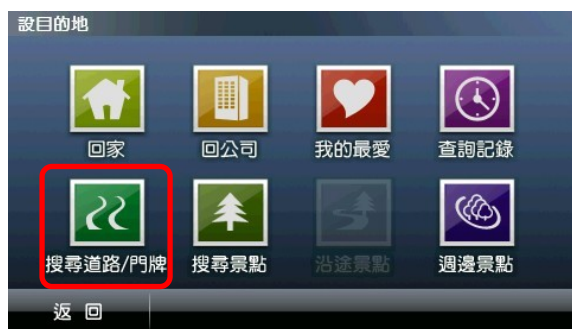 設目的地
回家 回公司 我的最愛 查詢記錄
搜尋道路/門牌 搜尋景點 沿途景點 週邊景點
返 回